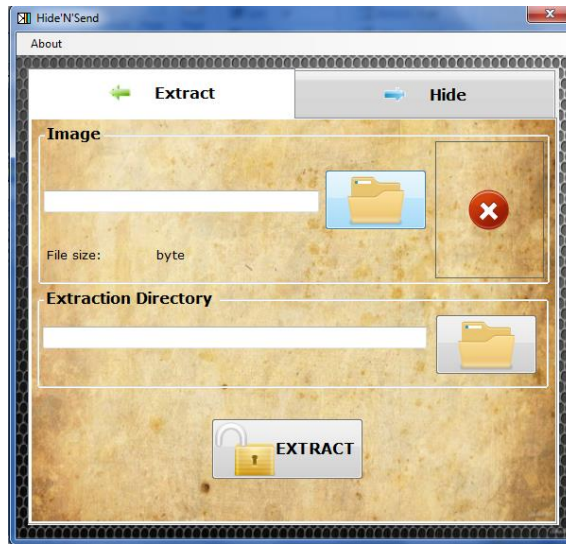 Hide'N'Send
About
Extract
Hide
Image
File size: byte
Extraction Directory
EXTRACT